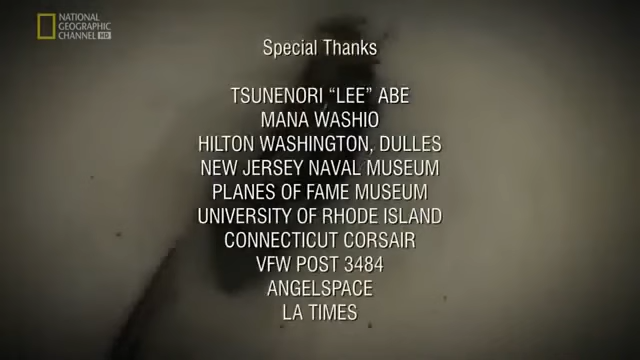 NATIONAL
GEOGRAPHIC
CHANNEL HD
Special Thanks
TSUNENORI “LEE” ABE
MANA WASHIO
HILTON WASHINGTON, DULLES
NEW JERSEY NAVAL MUSEUM
PLANES OF FAME MUSEUM
UNIVERSITY OF RHODE ISLAND
CONNECTICUT CORSAIR
VFW POST 3484
ANGELSPACE
LA TIMES